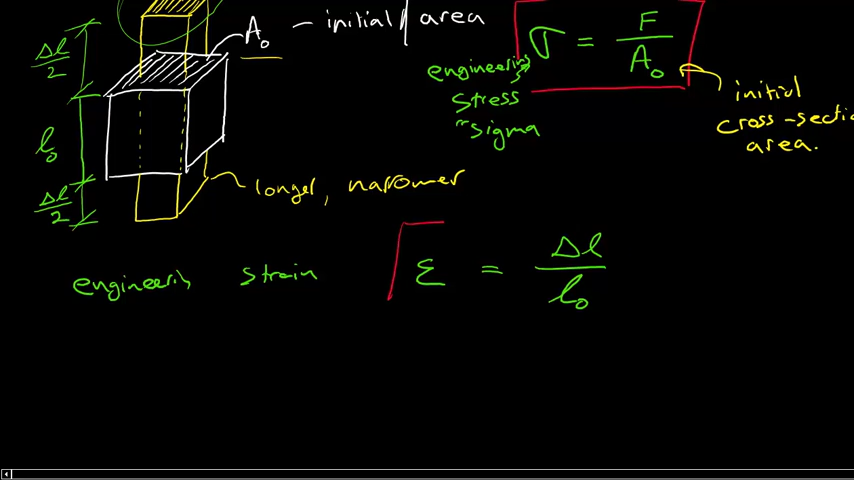 A₀ - initial area
Δl/2
σ = F/A₀
engineering
stress
"sigma
initial
cross-sectio
area.
l₀
Δl/2
longer, narrower
engineering strain ε = Δl/l₀